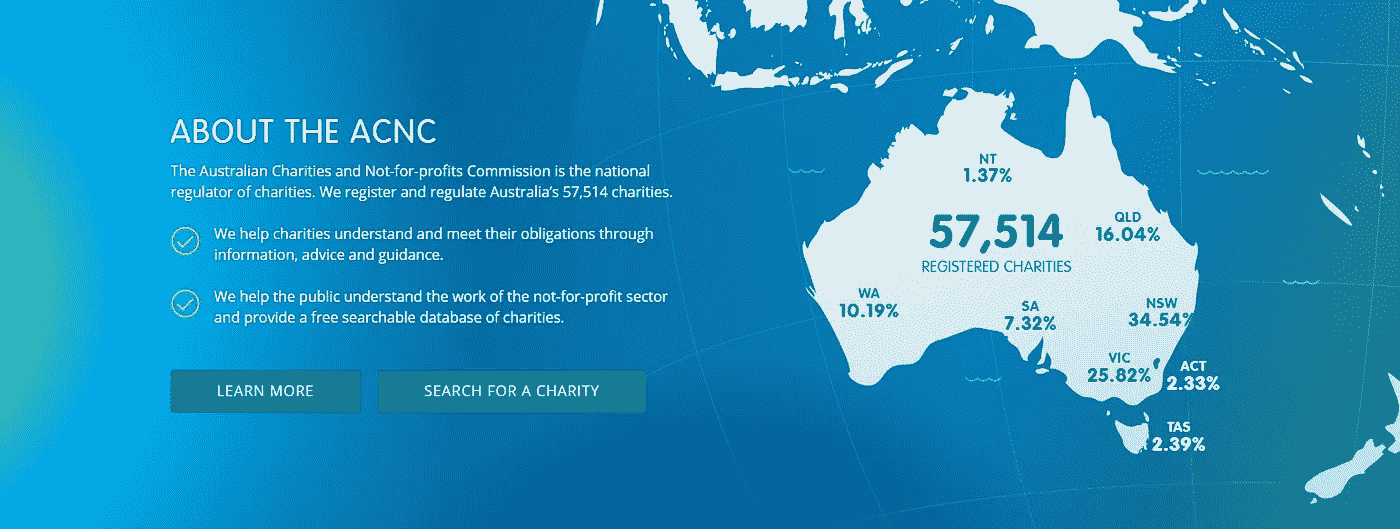 ABOUT THE ACNC
The Australian Charities and Not-for-profits Commission is the national
regulator of charities. We register and regulate Australia's 57,514 charities.
We help charities understand and meet their obligations through
information, advice and guidance.
We help the public understand the work of the not-for-profit sector
and provide a free searchable database of charities.
LEARN MORE
SEARCH FOR A CHARITY
NT
1.37%
57,514
REGISTERED CHARITIES
QLD
16.04%
WA
10.19%
SA
7.32%
NSW
34.54%
VIC
25.82%
ACT
2.33%
TAS
2.39%